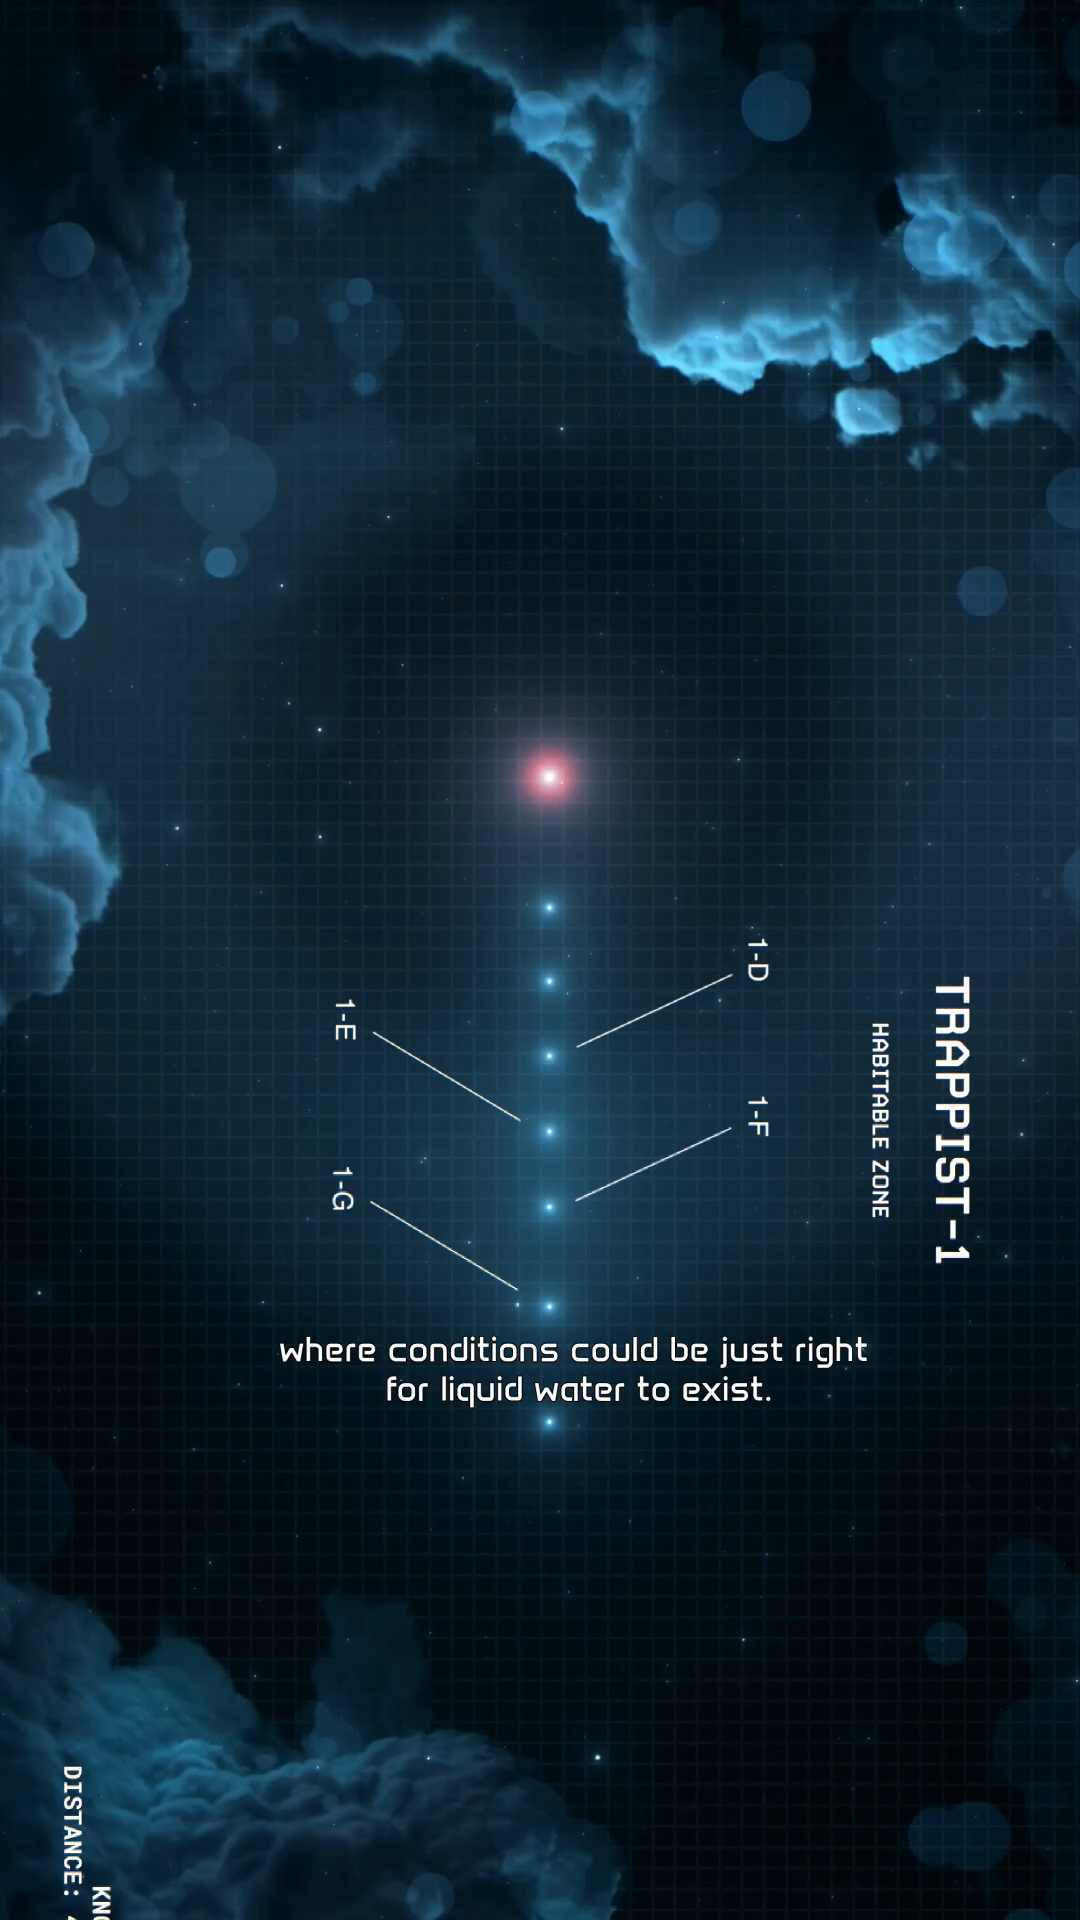 TRAPPIST-1
HABITABLE ZONE
1-D
1-F
1-E
1-G
where conditions could be just right
for liquid water to exist.
DISTANCE: